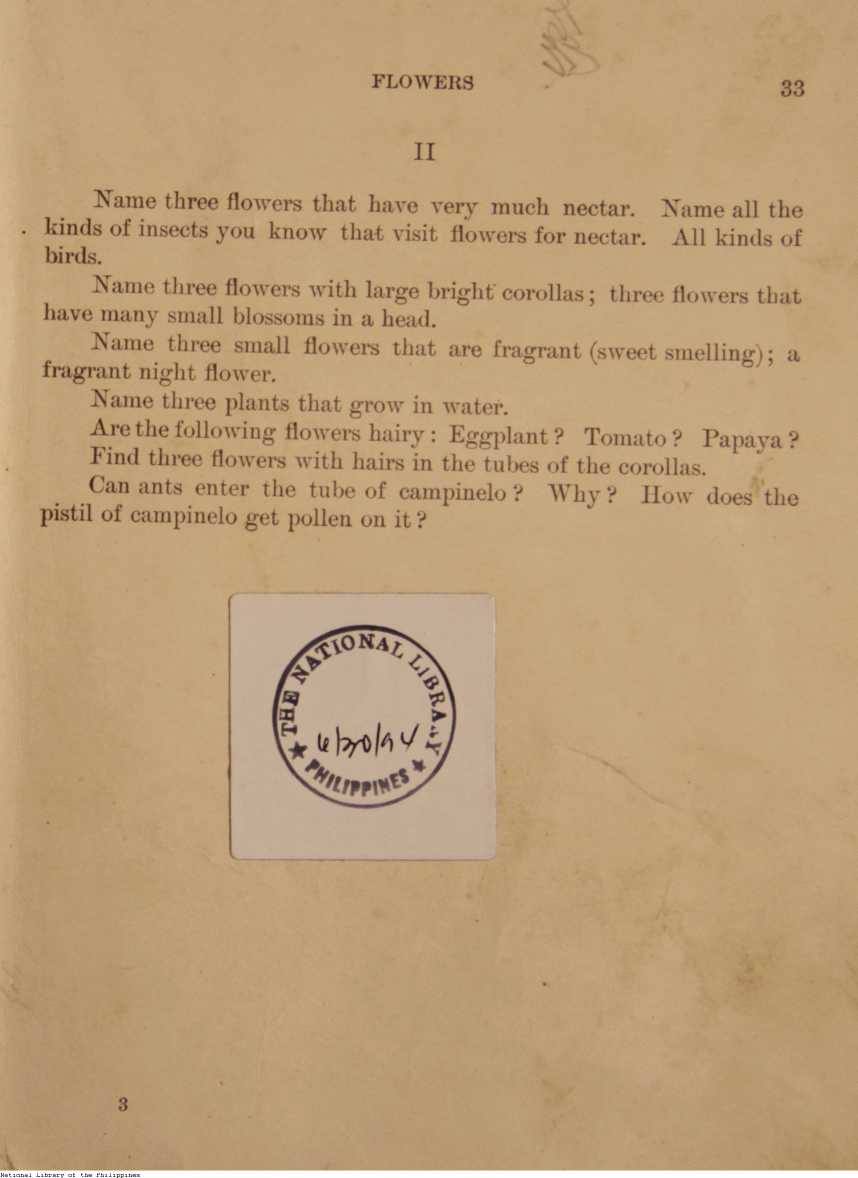 FLOWERS 33
II
Name three flowers that have very much nectar. Name all the
kinds of insects you know that visit flowers for nectar. All kinds of
birds.
Name three flowers with large bright corollas; three flowers that
have many small blossoms in a head.
Name three small flowers that are fragrant (sweet smelling); a
fragrant night flower.
Name three plants that grow in water.
Are the following flowers hairy: Eggplant? Tomato? Papaya?
Find three flowers with hairs in the tubes of the corollas.
Can ants enter the tube of campinelo? Why? How does the
pistil of campinelo get pollen on it?
THE NATIONAL LIBRARY
6/30/94
PHILIPPINES
3
National Library of the Philippines